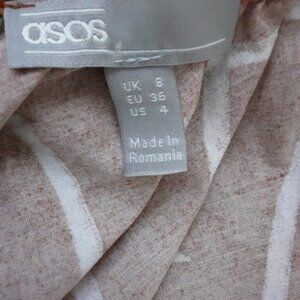 asos
UK 8
EU 36
US 4
Made in
Romania